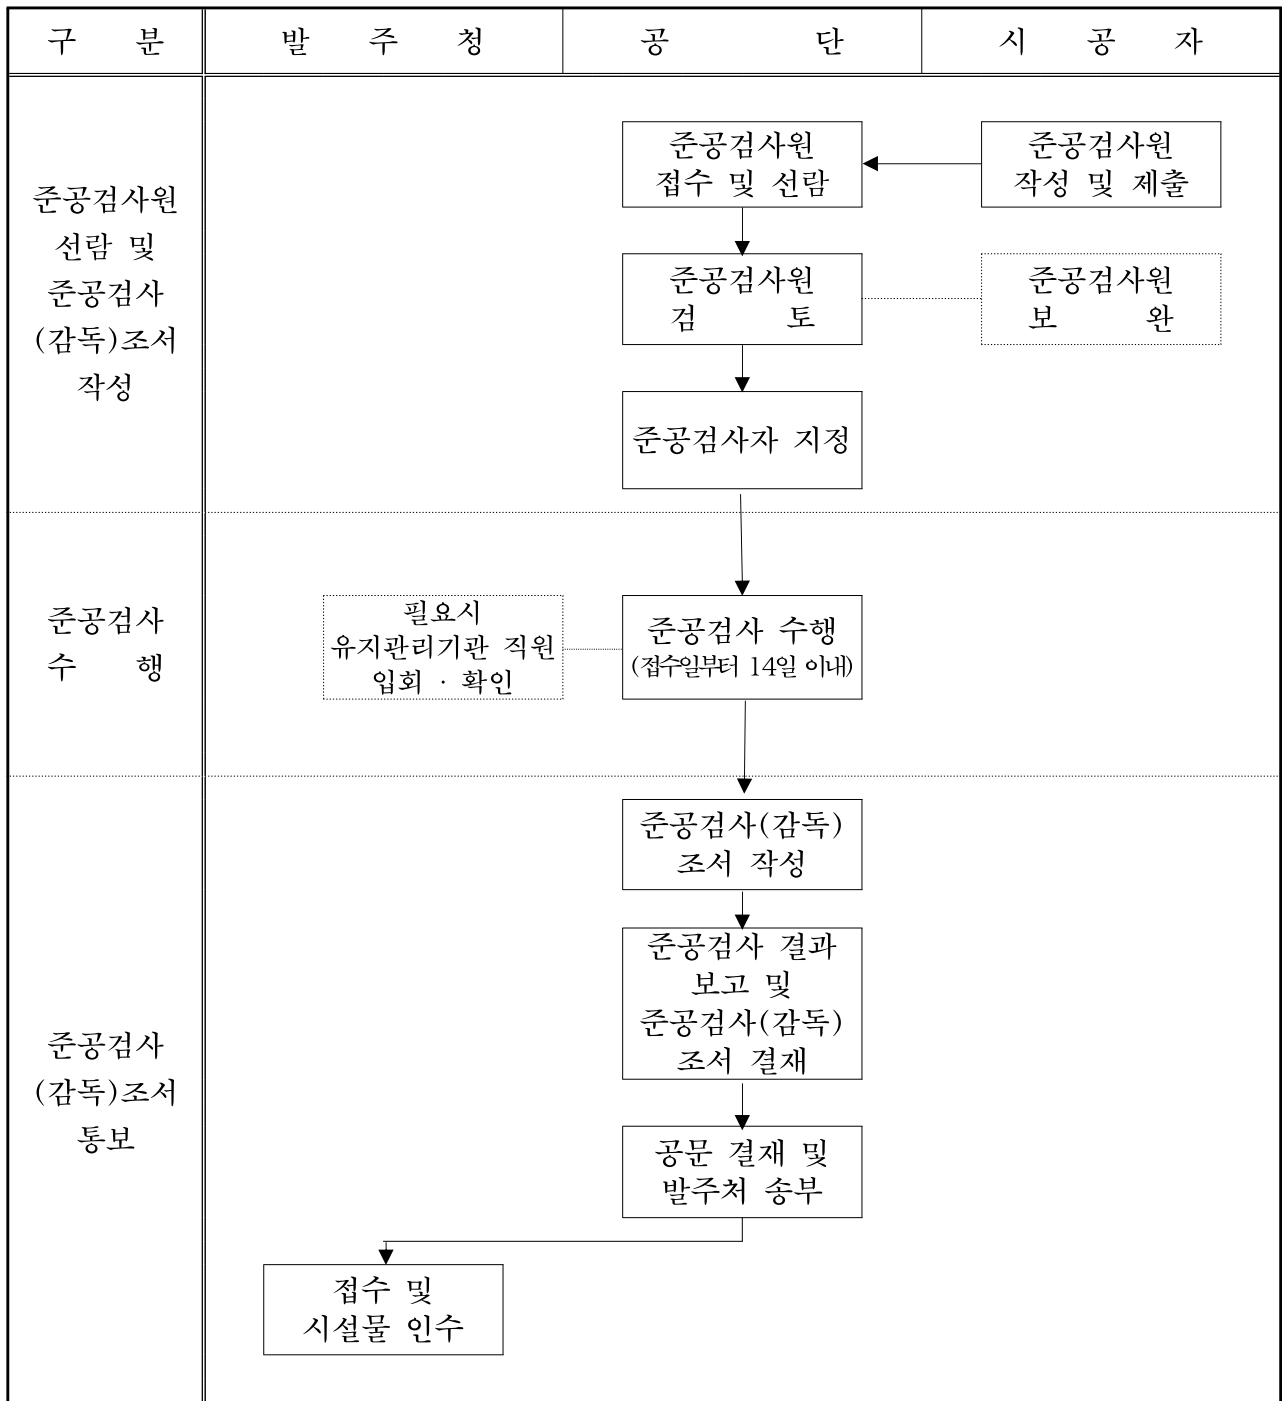 구 분
발 주 청
공 단
시 공 자
준공검사원
선람 및
준공검사
(감독)조서
작성
준공검사원
접수 및 선람
준공검사원
작성 및 제출
준공검사원
검 토
준공검사원
보 완
준공검사자 지정
준공검사
수 행
필요시
유지관리기관 직원
입회 · 확인
준공검사 수행
(접수일부터 14일 이내)
준공검사
(감독)조서
통보
준공검사(감독)
조서 작성
준공검사 결과
보고 및
준공검사(감독)
조서 결재
공문 결재 및
발주처 송부
접수 및
시설물 인수